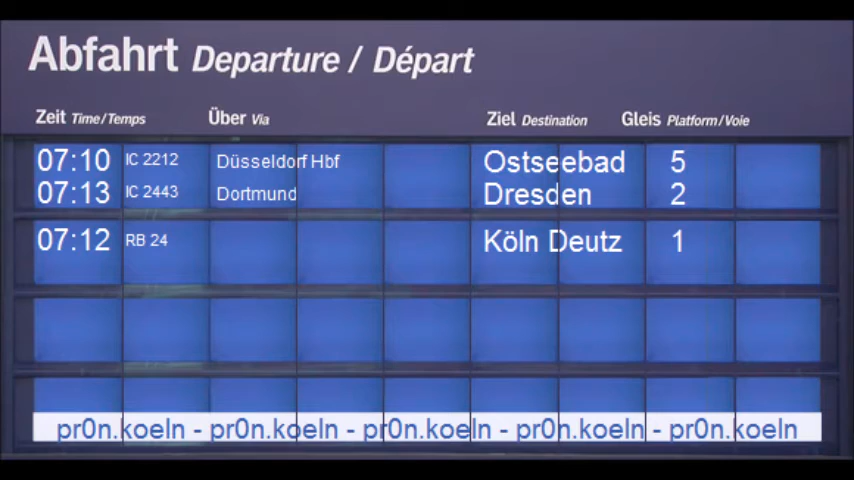 Abfahrt Departure / Départ
Zeit Time/Temps Über Via Ziel Destination Gleis Platform/Voie
07:10 IC 2212 Düsseldorf Hbf Ostseebad 5
07:13 IC 2443 Dortmund Dresden 2
07:12 RB 24 Köln Deutz 1
pr0n.koeln - pr0n.koeln - pr0n.koeln - pr0n.koeln - pr0n.koeln